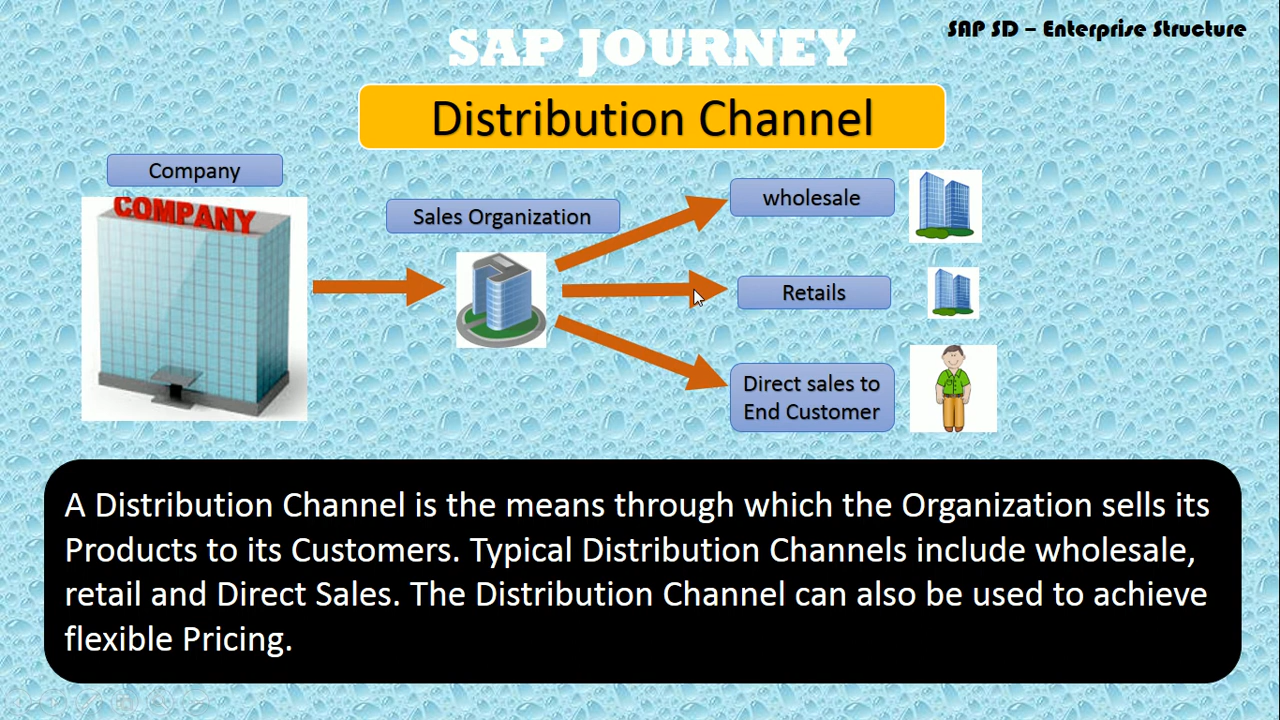 SAP SD – Enterprise Structure
SAP JOURNEY
Distribution Channel
Company
COMPANY
Sales Organization
wholesale
Retails
Direct sales to
End Customer
A Distribution Channel is the means through which the Organization sells its
Products to its Customers. Typical Distribution Channels include wholesale,
retail and Direct Sales. The Distribution Channel can also be used to achieve
flexible Pricing.